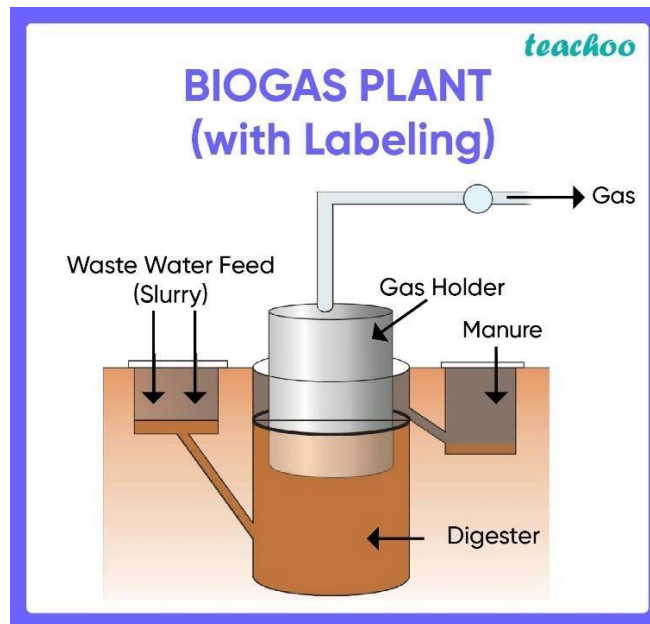 teachoo
BIOGAS PLANT
(with Labeling)
Gas
Waste Water Feed
(Slurry)
Gas Holder
Manure
Digester